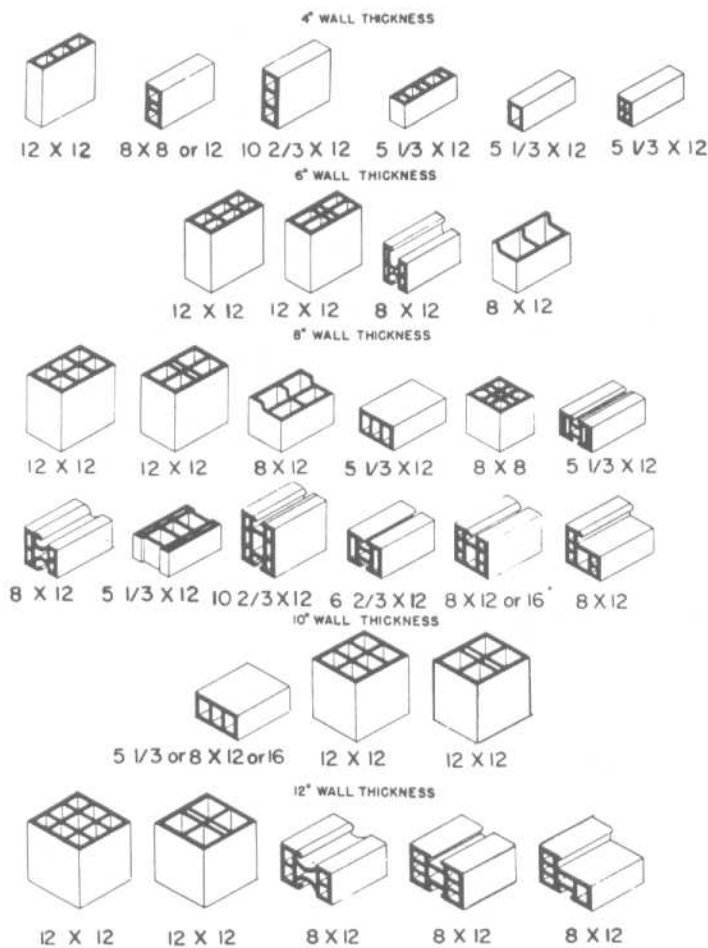 4" WALL THICKNESS
12 X 12 8 X 8 or 12 10 2/3 X 12 5 1/3 X 12 5 1/3 X 12 5 1/3 X 12
6" WALL THICKNESS
12 X 12 12 X 12 8 X 12 8 X 12
8" WALL THICKNESS
12 X 12 12 X 12 8 X 12 5 1/3 X 12 8 X 8 5 1/3 X 12
8 X 12 5 1/3 X 12 10 2/3 X 12 6 2/3 X 12 8 X 12 or 16" 8 X 12
10" WALL THICKNESS
5 1/3 or 8 X 12 or 16 12 X 12 12 X 12
12" WALL THICKNESS
12 X 12 12 X 12 8 X 12 8 X 12 8 X 12